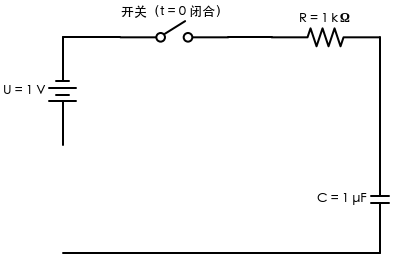 开关 (t = 0 闭合)
R = 1 kΩ
U = 1 V
C = 1 μF